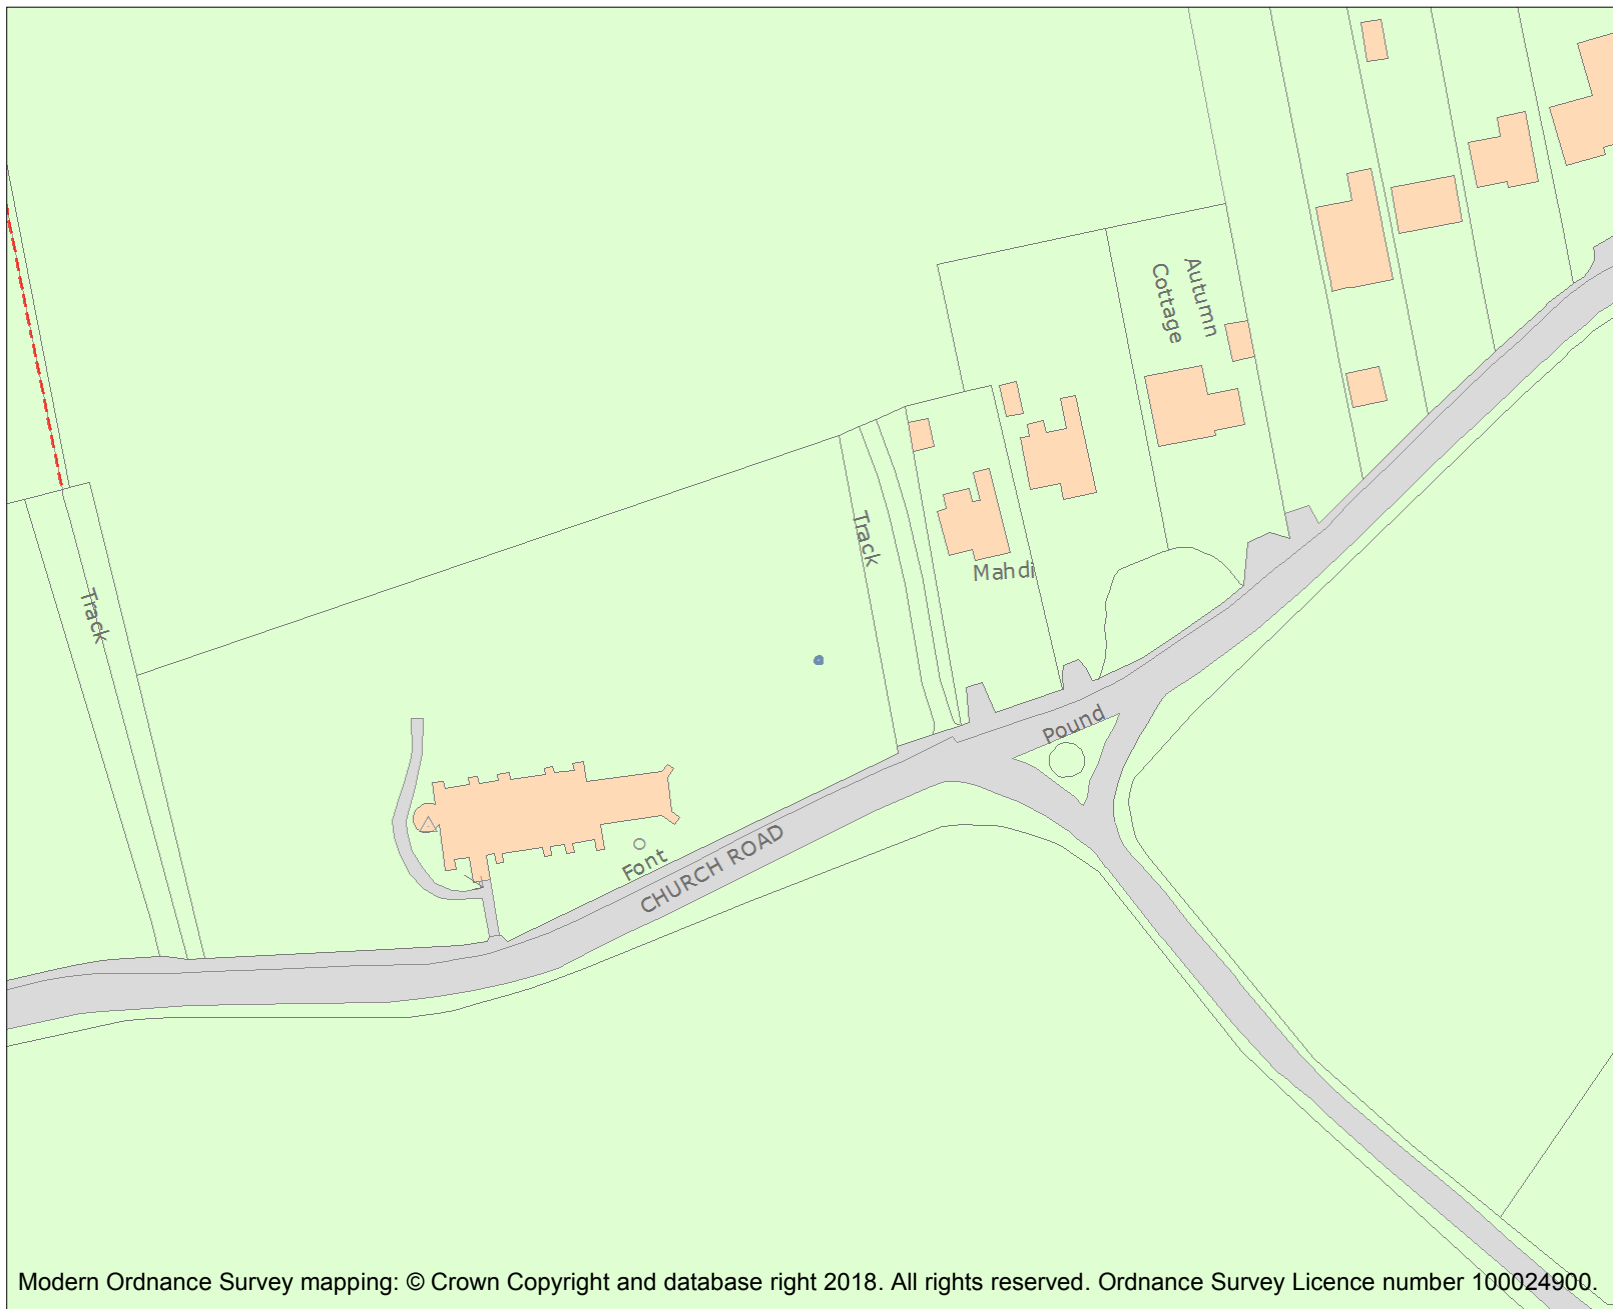 Autumn
Cottage
Track
Mahdi
Track
Pound
CHURCH ROAD
Font
Modern Ordnance Survey mapping: © Crown Copyright and database right 2018. All rights reserved. Ordnance Survey Licence number 100024900.